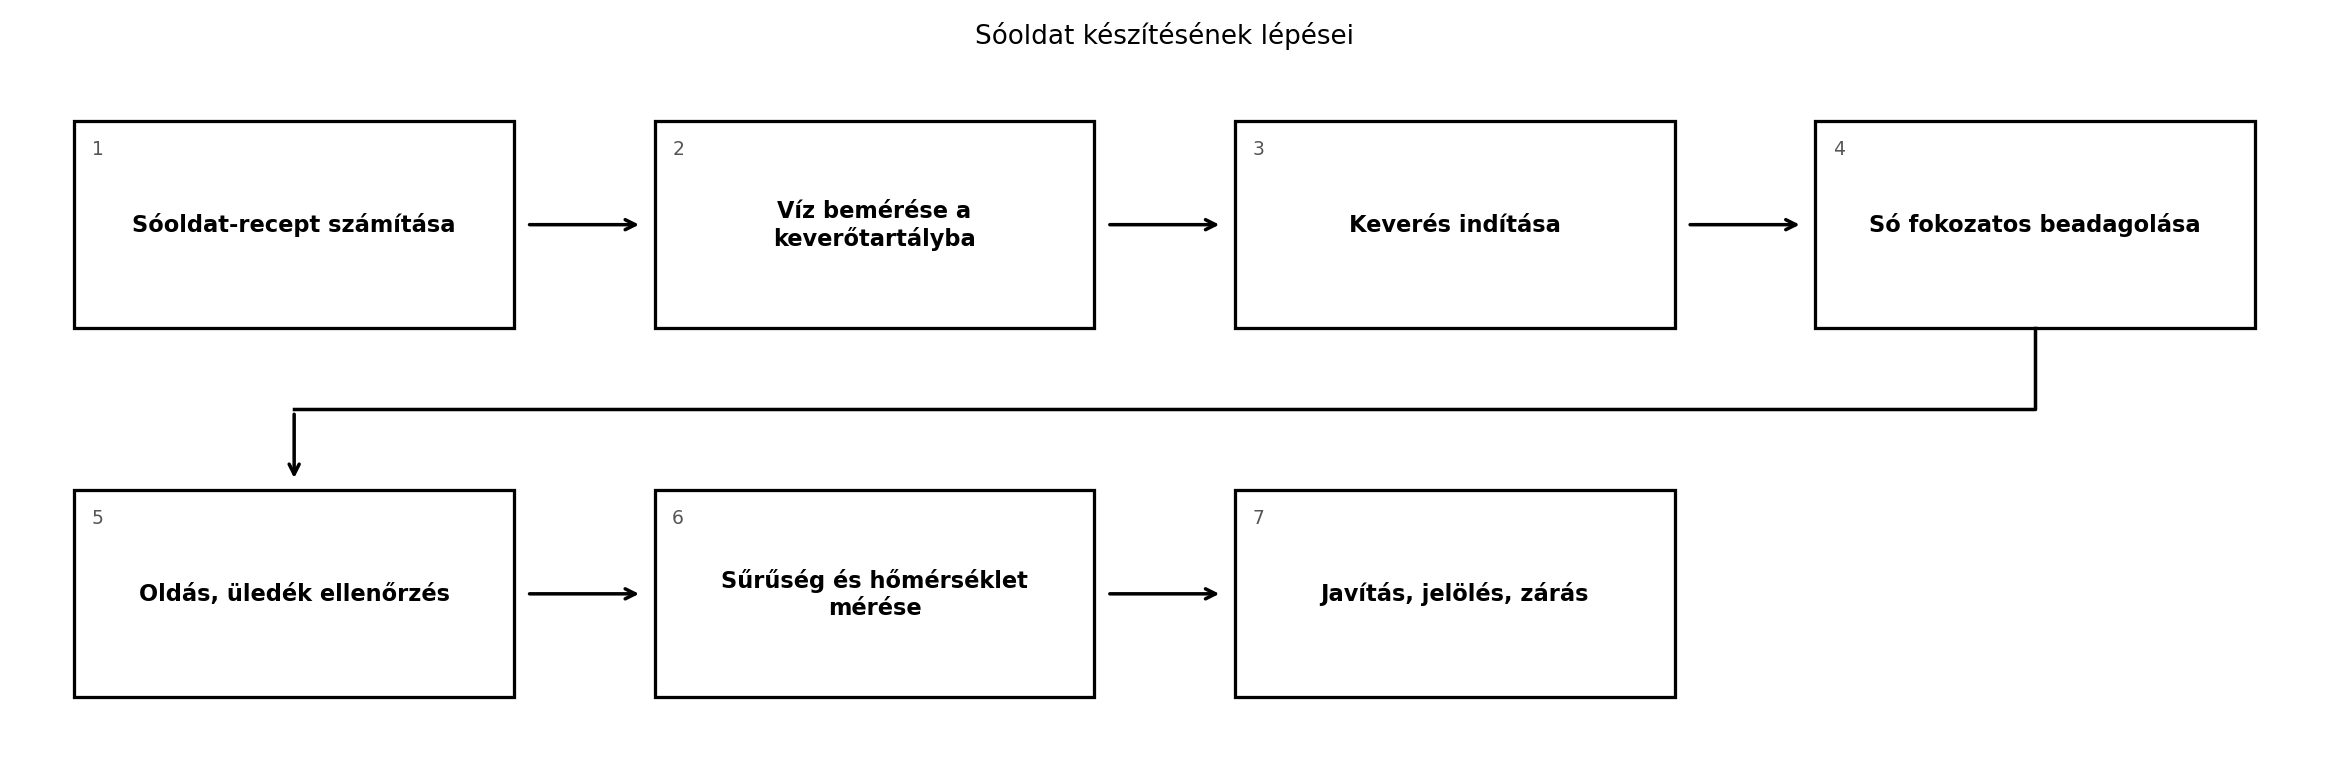 Sóoldat készítésének lépései
1
Sóoldat-recept számítása
2
Víz bemérése a
keverőtartályba
3
Keverés indítása
4
Só fokozatos beadagolása
5
Oldás, üledék ellenőrzés
6
Sűrűség és hőmérséklet
mérése
7
Javítás, jelölés, zárás